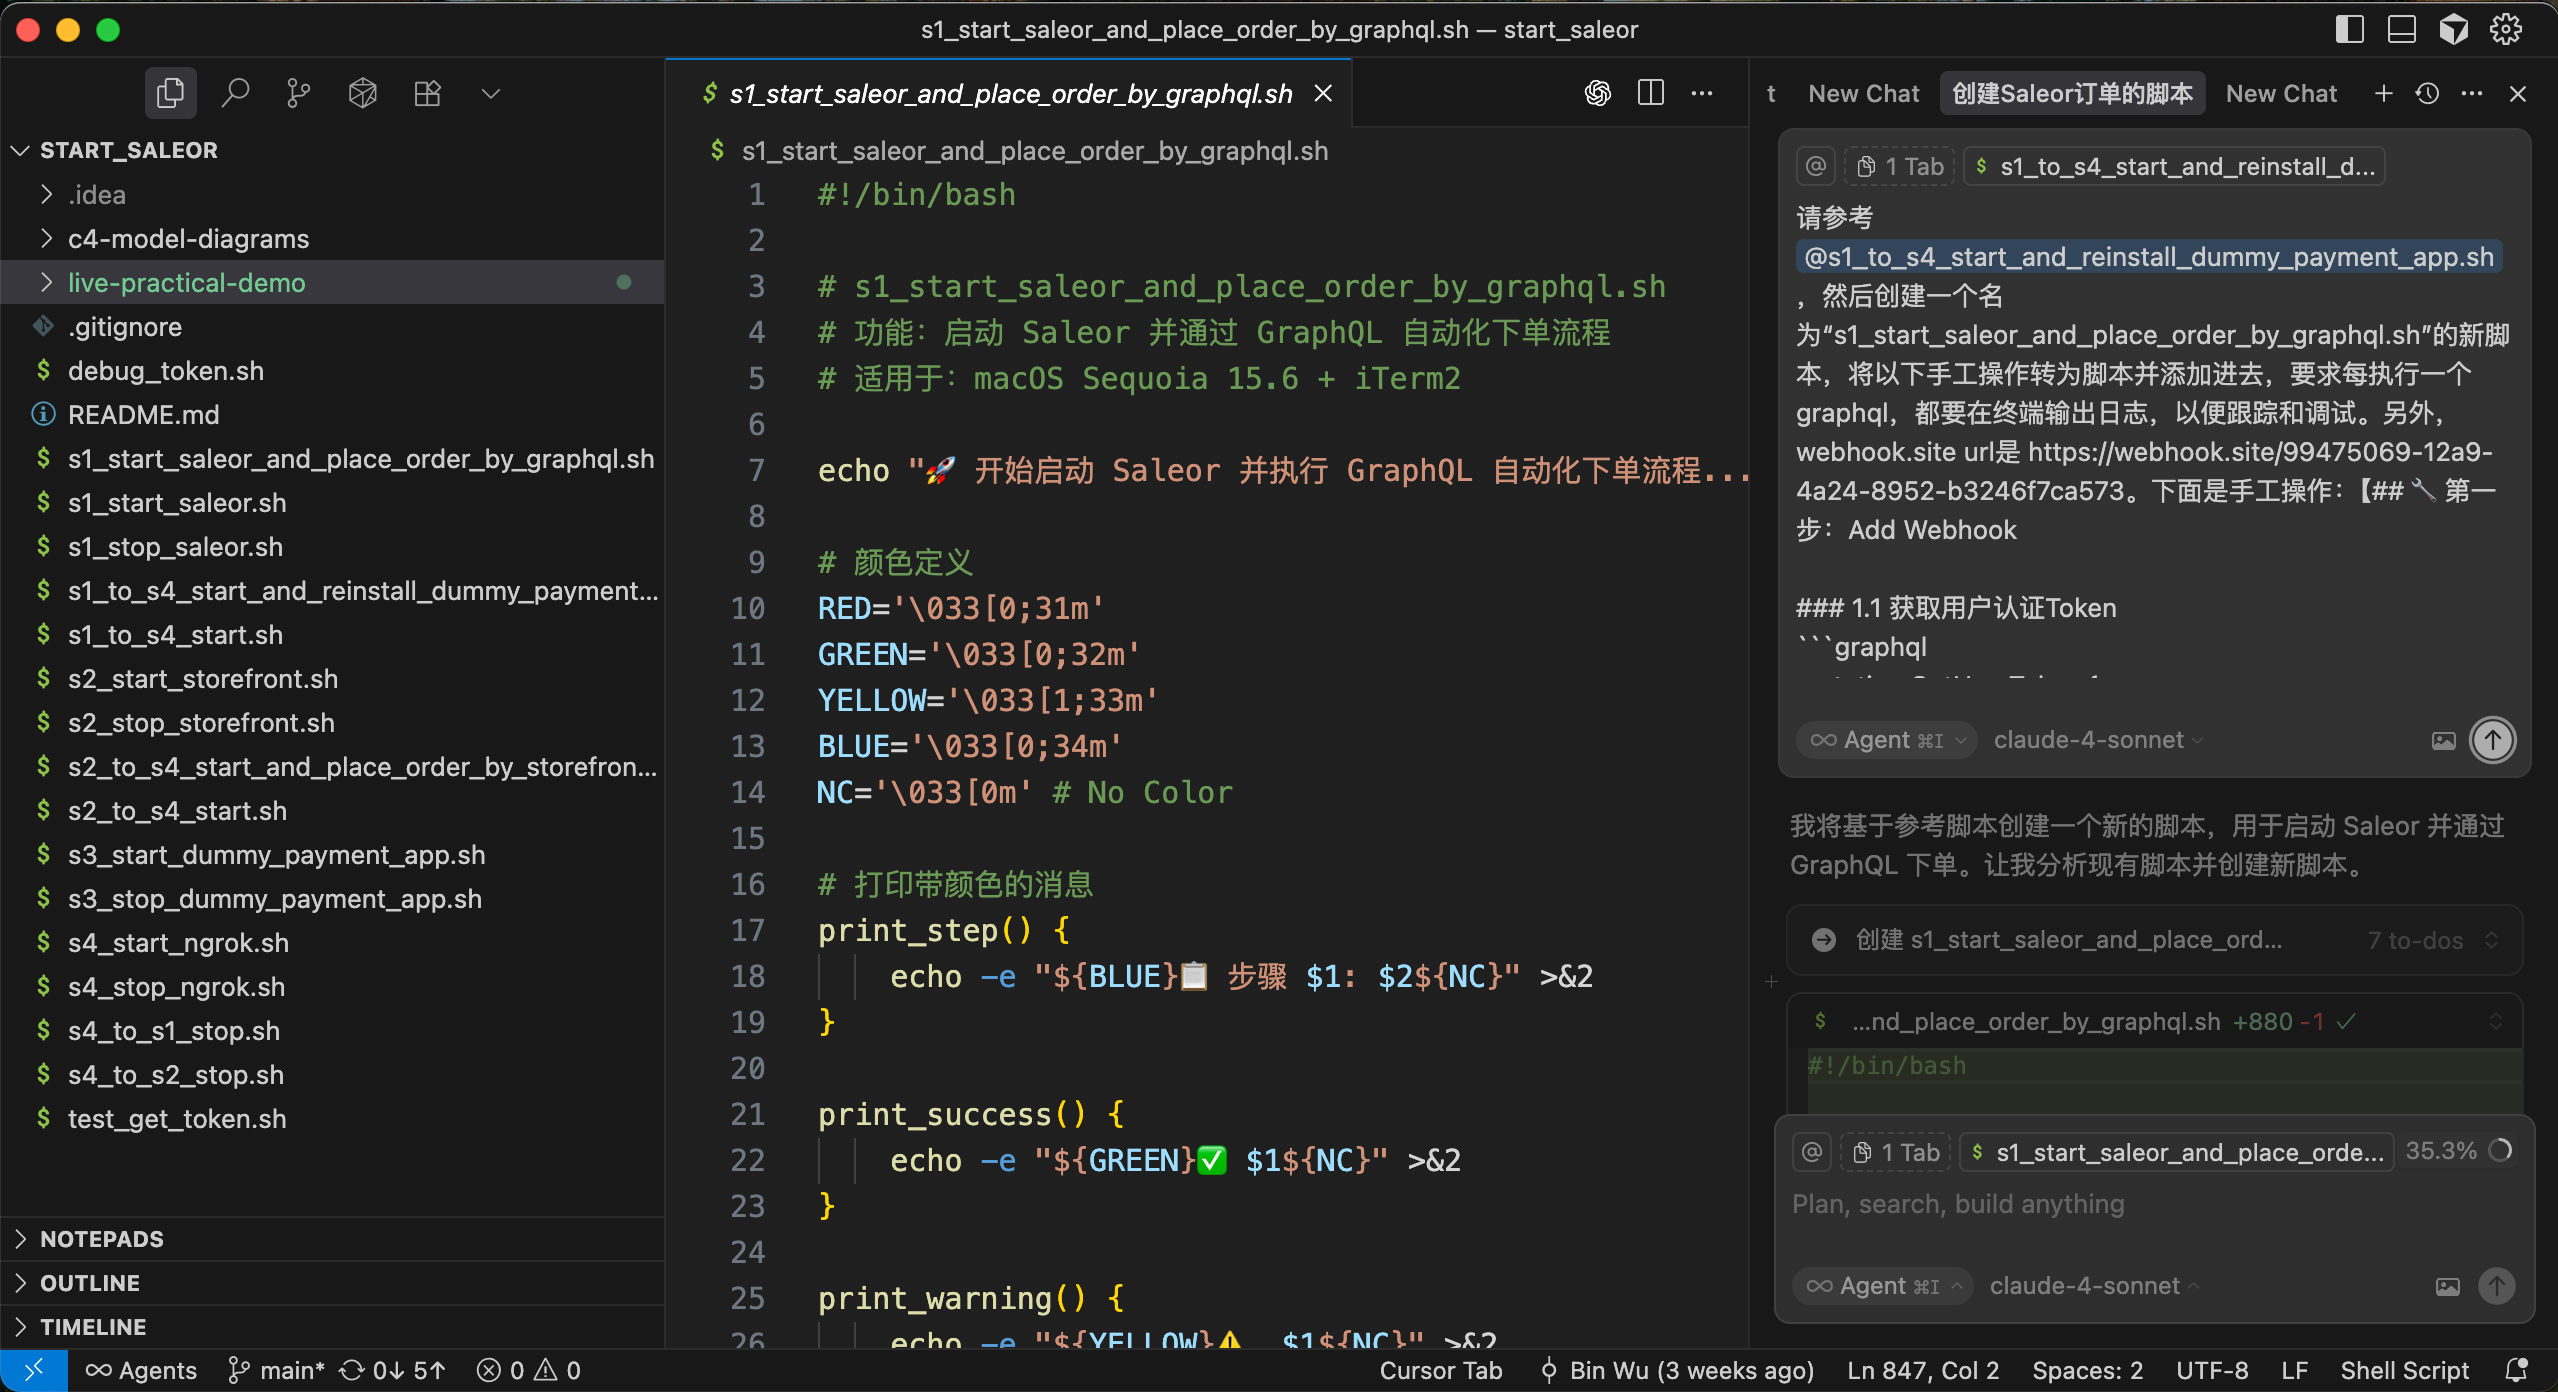 s1_start_saleor_and_place_order_by_graphql.sh — start_saleor
START_SALEOR
.idea
c4-model-diagrams
live-practical-demo
.gitignore
$ debug_token.sh
README.md
$ s1_start_saleor_and_place_order_by_graphql.sh
$ s1_start_saleor.sh
$ s1_stop_saleor.sh
$ s1_to_s4_start_and_reinstall_dummy_payment...
$ s1_to_s4_start.sh
$ s2_start_storefront.sh
$ s2_stop_storefront.sh
$ s2_to_s4_start_and_place_order_by_storefron...
$ s2_to_s4_start.sh
$ s3_start_dummy_payment_app.sh
$ s3_stop_dummy_payment_app.sh
$ s4_start_ngrok.sh
$ s4_stop_ngrok.sh
$ s4_to_s1_stop.sh
$ s4_to_s2_stop.sh
$ test_get_token.sh
NOTEPADS
OUTLINE
TIMELINE
$ s1_start_saleor_and_place_order_by_graphql.sh
$ s1_start_saleor_and_place_order_by_graphql.sh
1 #!/bin/bash
2
3 # s1_start_saleor_and_place_order_by_graphql.sh
4 # 功能：启动 Saleor 并通过 GraphQL 自动化下单流程
5 # 适用于：macOS Sequoia 15.6 + iTerm2
6
7 echo "🚀 开始启动 Saleor 并执行 GraphQL 自动化下单流程...
8
9 # 颜色定义
10 RED='\033[0;31m'
11 GREEN='\033[0;32m'
12 YELLOW='\033[1;33m'
13 BLUE='\033[0;34m'
14 NC='\033[0m' # No Color
15
16 # 打印带颜色的消息
17 print_step() {
18 echo -e "${BLUE}📋 步骤 $1: $2${NC}" >&2
19 }
20
21 print_success() {
22 echo -e "${GREEN}✅ $1${NC}" >&2
23 }
24
25 print_warning() {
26 echo -e "${YELLOW}⚠️ $1${NC}" >&2
t New Chat 创建Saleor订单的脚本 New Chat
@ 1 Tab $ s1_to_s4_start_and_reinstall_d...
请参考
@s1_to_s4_start_and_reinstall_dummy_payment_app.sh
，然后创建一个名
为“s1_start_saleor_and_place_order_by_graphql.sh”的新脚
本，将以下手工操作转为脚本并添加进去，要求每执行一个
graphql，都要在终端输出日志，以便跟踪和调试。另外，
webhook.site url是 https://webhook.site/99475069-12a9-
4a24-8952-b3246f7ca573。下面是手工操作：【## 🔧 第一
步：Add Webhook
### 1.1 获取用户认证Token
```graphql
Agent ⌘I claude-4-sonnet
我将基于参考脚本创建一个新的脚本，用于启动 Saleor 并通过
GraphQL 下单。让我分析现有脚本并创建新脚本。
创建 s1_start_saleor_and_place_ord... 7 to-dos
$ ...nd_place_order_by_graphql.sh +880 -1
#!/bin/bash
@ 1 Tab $ s1_start_saleor_and_place_orde... 35.3%
Plan, search, build anything
Agent ⌘I claude-4-sonnet
Agents main* 0↓ 5↑ 0 0 Cursor Tab Bin Wu (3 weeks ago) Ln 847, Col 2 Spaces: 2 UTF-8 LF Shell Script